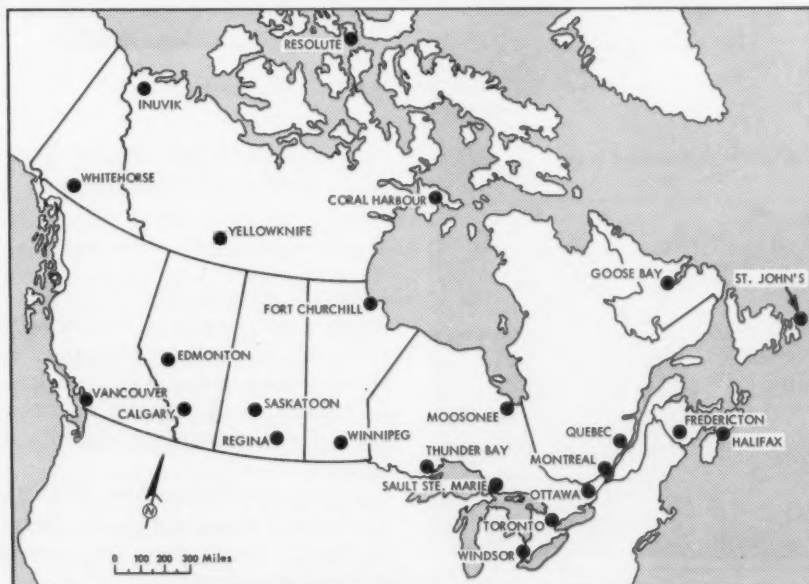 RESOLUTE
INUVIK
WHITEHORSE
CORAL HARBOUR
YELLOWKNIFE
GOOSE BAY
ST. JOHN'S
FORT CHURCHILL
EDMONTON
VANCOUVER
CALGARY
SASKATOON
MOOSONEE
REGINA
WINNIPEG
QUEBEC
FREDERICTON
HALIFAX
THUNDER BAY
MONTREAL
SAULT STE. MARIE
OTTAWA
N
TORONTO
WINDSOR
0 100 200 300 Miles